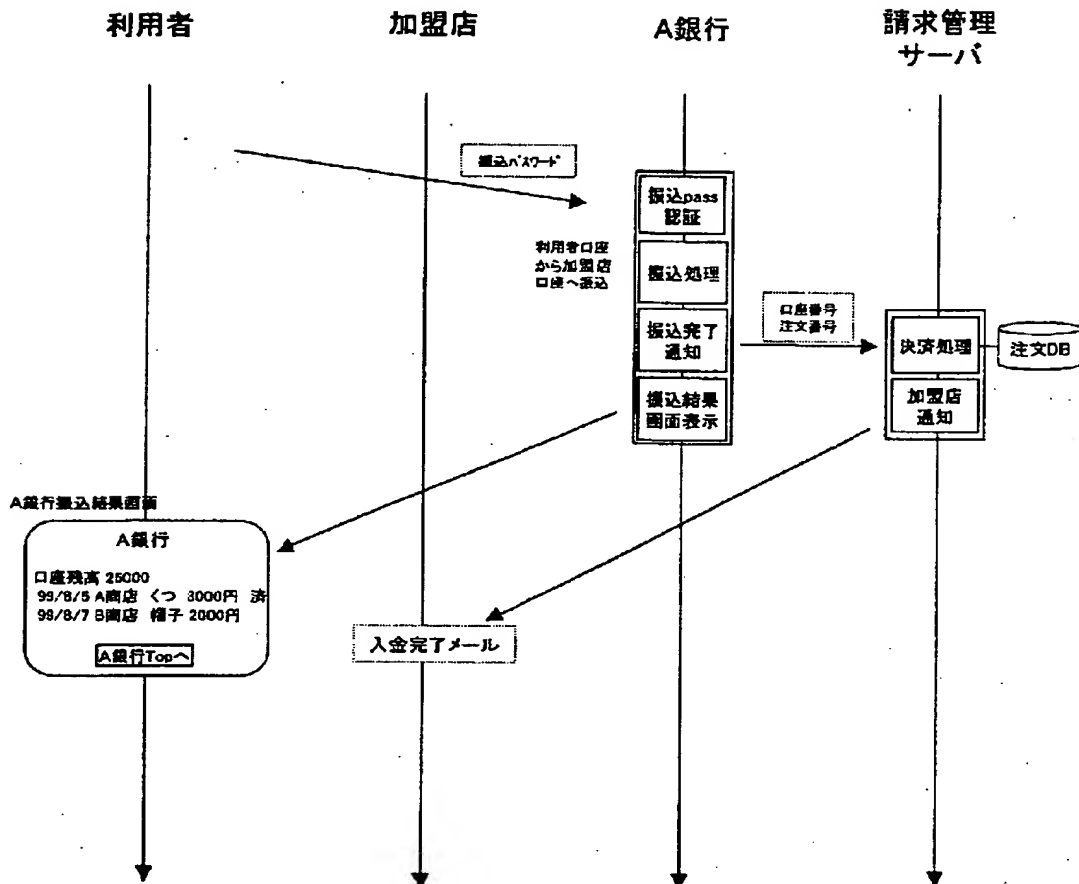 利用者
加盟店
A銀行
請求管理
サーバ
振込パスワード
振込pass
認証
利用者口座
から加盟店
口座へ振込
振込処理
口座番号
注文番号
振込完了
通知
決済処理
注文DB
振込結果
画面表示
加盟店
通知
A銀行振込結果画面
A銀行
口座残高 25000
99/8/5 A商店 くつ 8000円 済
99/8/7 B商店 帽子 2000円
A銀行Topへ
入金完了メール